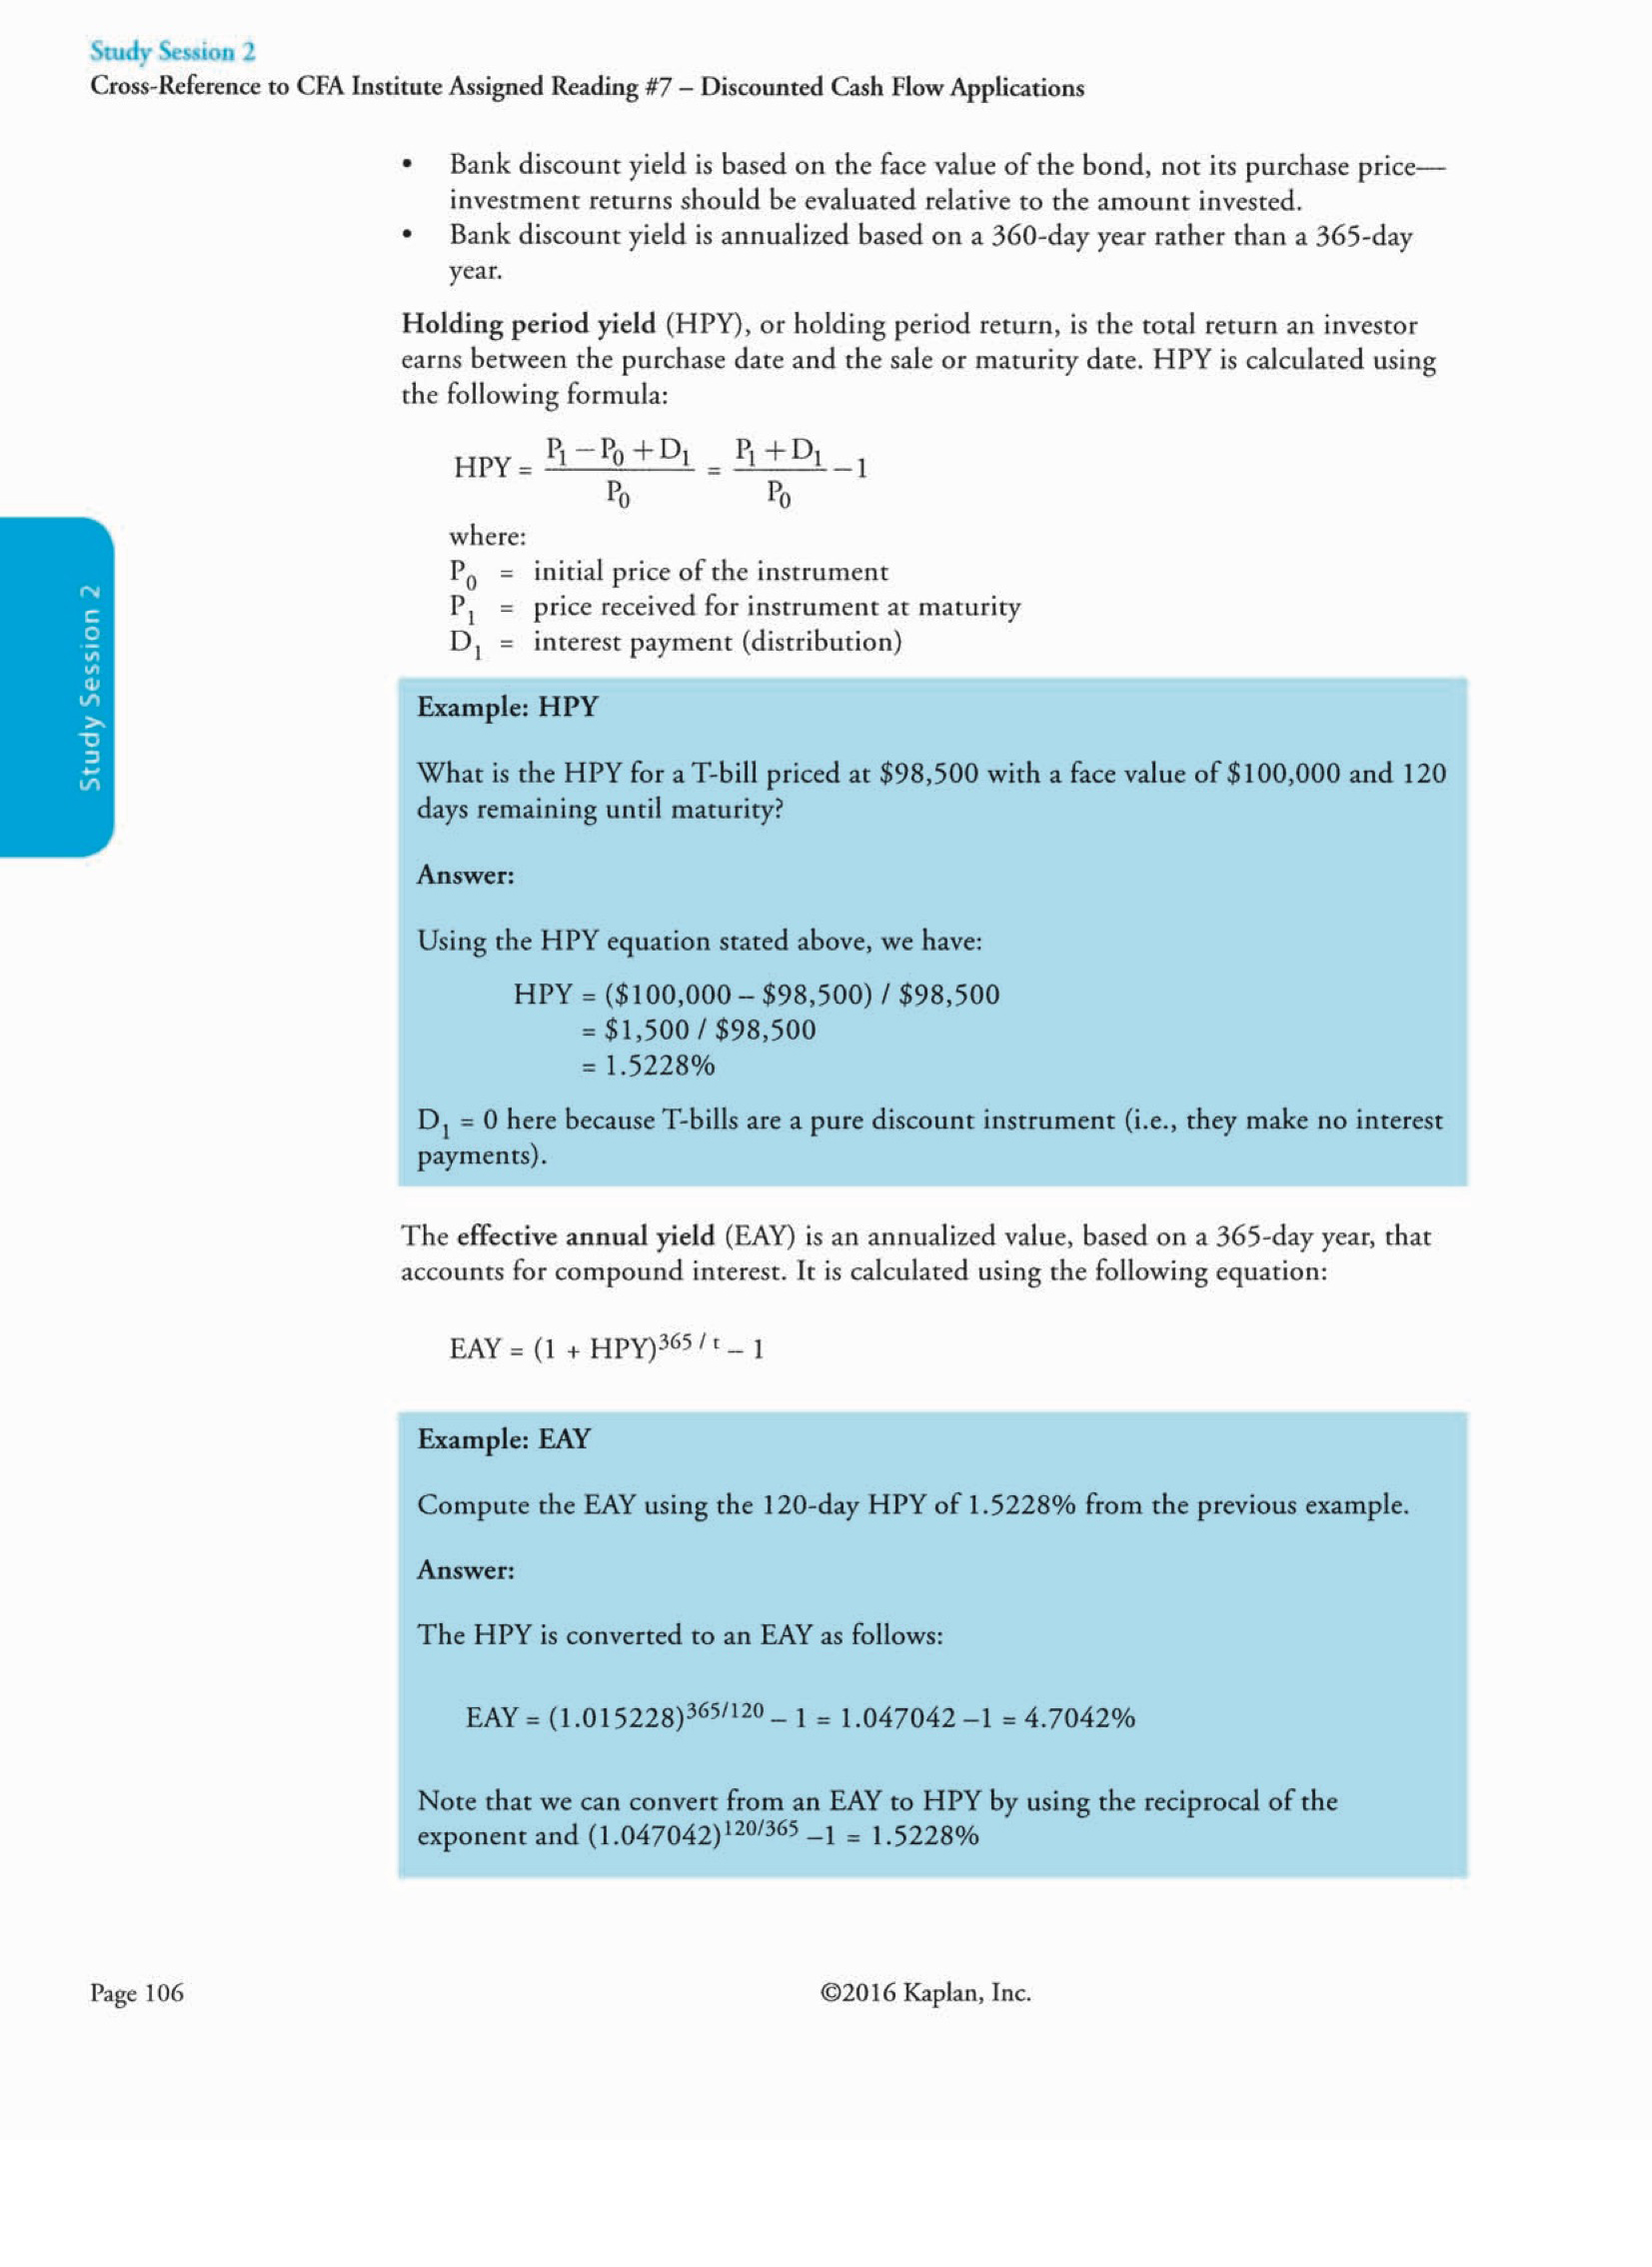 Study Session 2
Cross-Reference to CFA Institute Assigned Reading #7 – Discounted Cash Flow Applications
• Bank discount yield is based on the face value of the bond, not its purchase price—
investment returns should be evaluated relative to the amount invested.
• Bank discount yield is annualized based on a 360-day year rather than a 365-day
year.
Holding period yield (HPY), or holding period return, is the total return an investor
earns between the purchase date and the sale or maturity date. HPY is calculated using
the following formula:
HPY = (P₁ − P₀ + D₁) / P₀ = (P₁ + D₁) / P₀ − 1
where:
P₀ = initial price of the instrument
P₁ = price received for instrument at maturity
D₁ = interest payment (distribution)
Study Session 2
Example: HPY
What is the HPY for a T-bill priced at $98,500 with a face value of $100,000 and 120
days remaining until maturity?
Answer:
Using the HPY equation stated above, we have:
HPY = ($100,000 – $98,500) / $98,500
= $1,500 / $98,500
= 1.5228%
D₁ = 0 here because T-bills are a pure discount instrument (i.e., they make no interest
payments).
The effective annual yield (EAY) is an annualized value, based on a 365-day year, that
accounts for compound interest. It is calculated using the following equation:
EAY = (1 + HPY)^365 / t – 1
Example: EAY
Compute the EAY using the 120-day HPY of 1.5228% from the previous example.
Answer:
The HPY is converted to an EAY as follows:
EAY = (1.015228)^365/120 – 1 = 1.047042 –1 = 4.7042%
Note that we can convert from an EAY to HPY by using the reciprocal of the
exponent and (1.047042)^120/365 –1 = 1.5228%
Page 106
©2016 Kaplan, Inc.